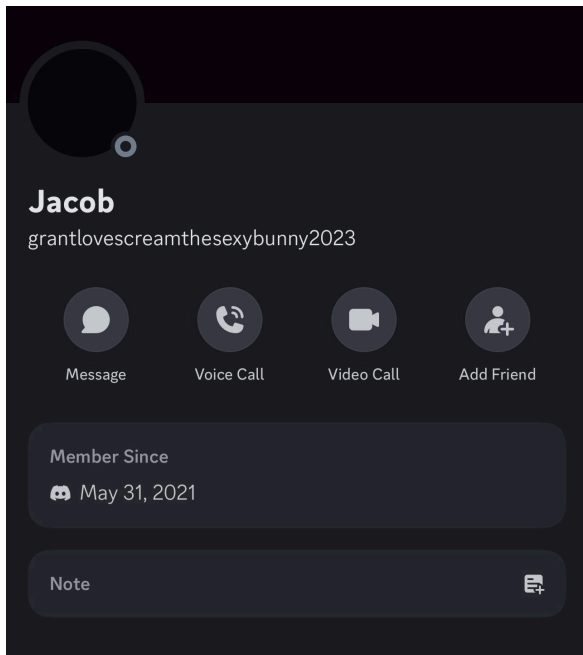 Jacob
grantlovescreamthesexybunny2023
Message Voice Call Video Call Add Friend
Member Since
May 31, 2021
Note